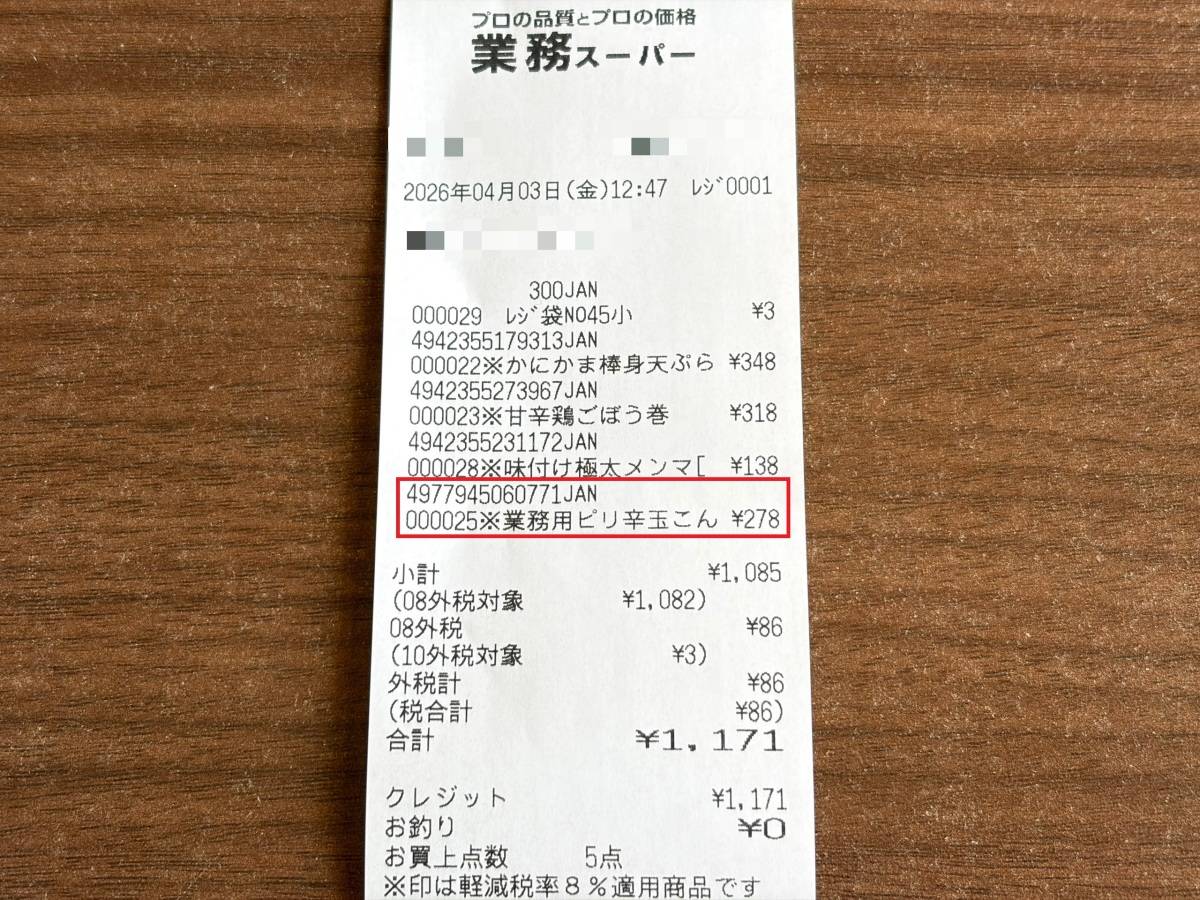 プロの品質とプロの価格
業務スーパー
2026年04月03日(金)12:47 ﾚｼﾞ0001
300JAN
000029 ﾚｼﾞ袋NO45小 ¥3
4942355179313JAN
000022※かにかま棒身天ぷら ¥348
4942355273967JAN
000023※甘辛鶏ごぼう巻 ¥318
4942355231172JAN
000028※味付け極太メンマ[ ¥138
4977945060771JAN
000025※業務用ピリ辛玉こん ¥278
小計 ¥1,085
(08外税対象 ¥1,082)
08外税 ¥86
(10外税対象 ¥3)
外税計 ¥86
(税合計 ¥86)
合計 ¥1,171
クレジット ¥1,171
お釣り ¥0
お買上点数 5点
※印は軽減税率8%適用商品です